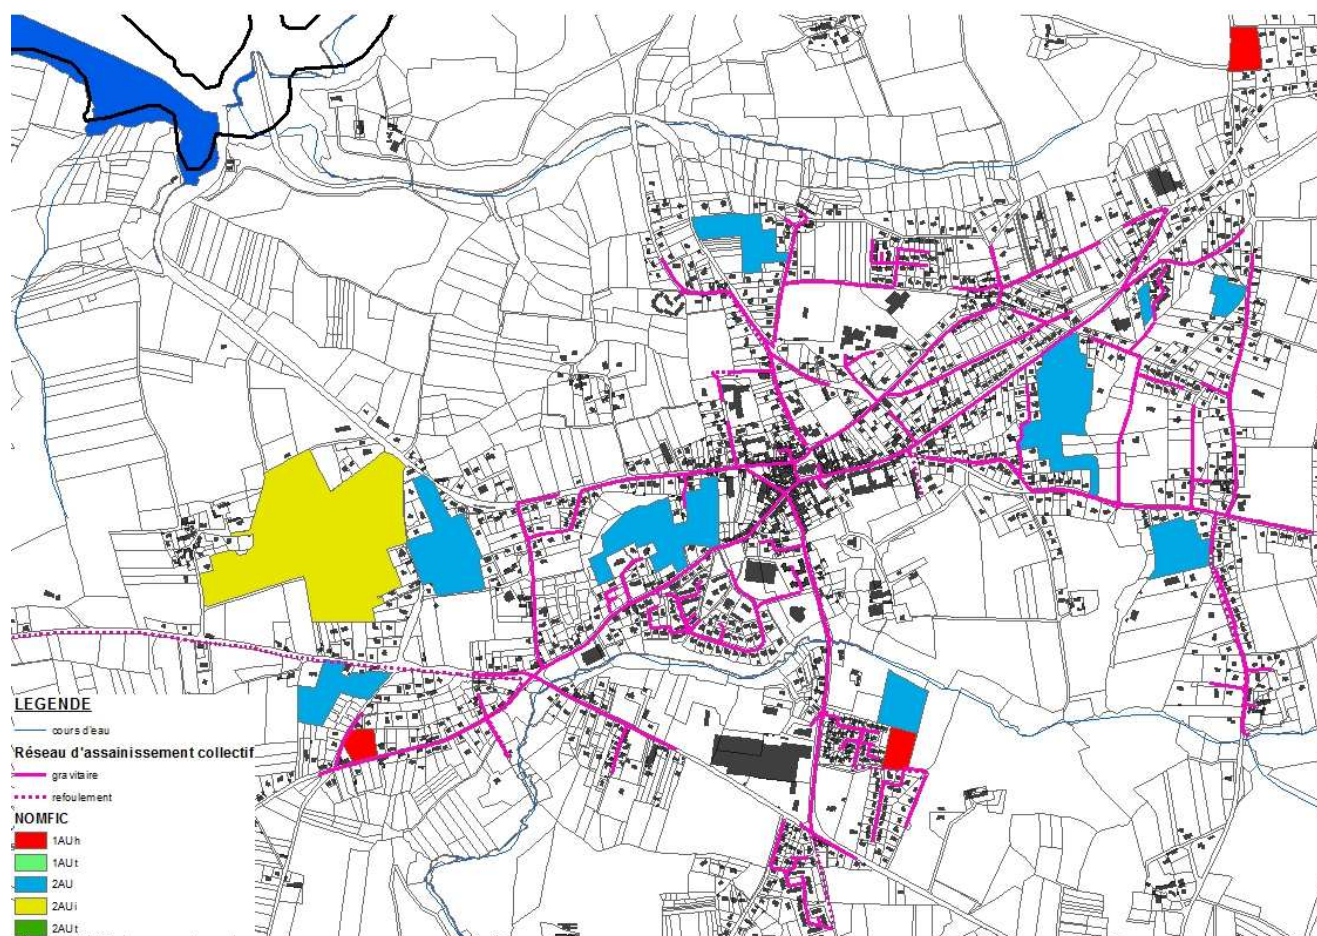 LEGENDE
cours d'eau
Réseau d'assainissement collectif
gravitaire
refoulement
NOMFIC
1AUh
1AUt
2AU
2AUi
2AUt